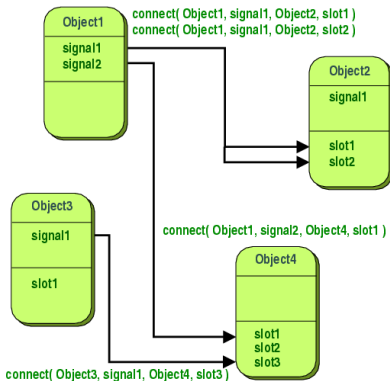 Object1
signal1
signal2
connect( Object1, signal1, Object2, slot1 )
connect( Object1, signal1, Object2, slot2 )
Object2
signal1
slot1
slot2
Object3
signal1
slot1
connect( Object1, signal2, Object4, slot1 )
Object4
slot1
slot2
slot3
connect( Object3, signal1, Object4, slot3 )